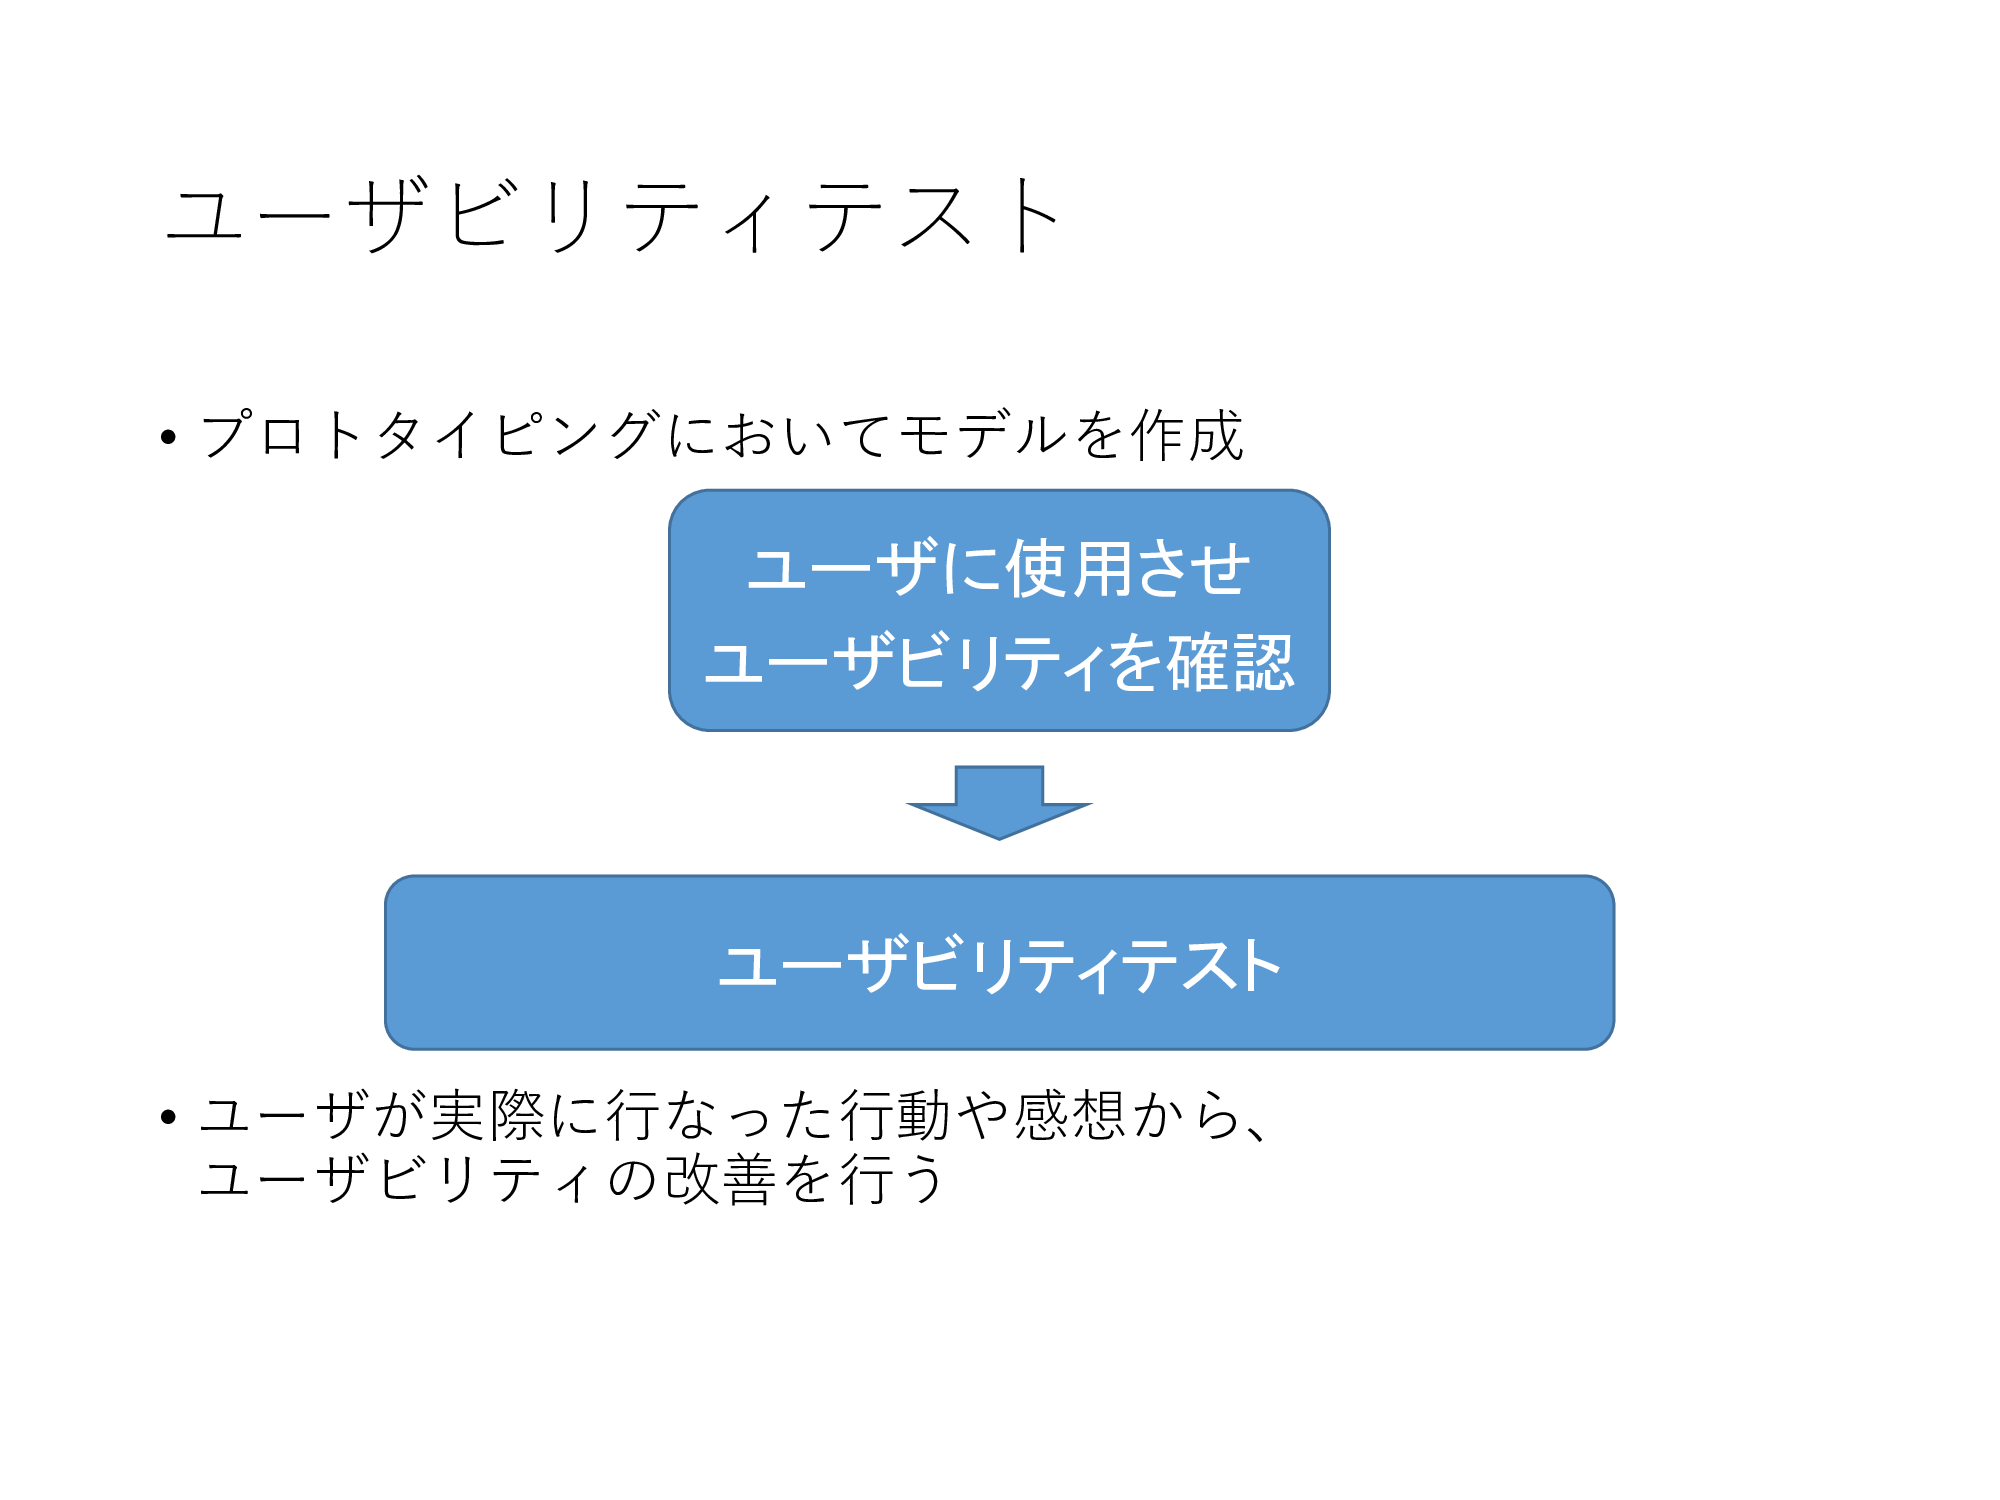 ユーザビリティテスト
• プロトタイピングにおいてモデルを作成
ユーザに使用させ
ユーザビリティを確認
ユーザビリティテスト
• ユーザが実際に行なった行動や感想から、
ユーザビリティの改善を行う